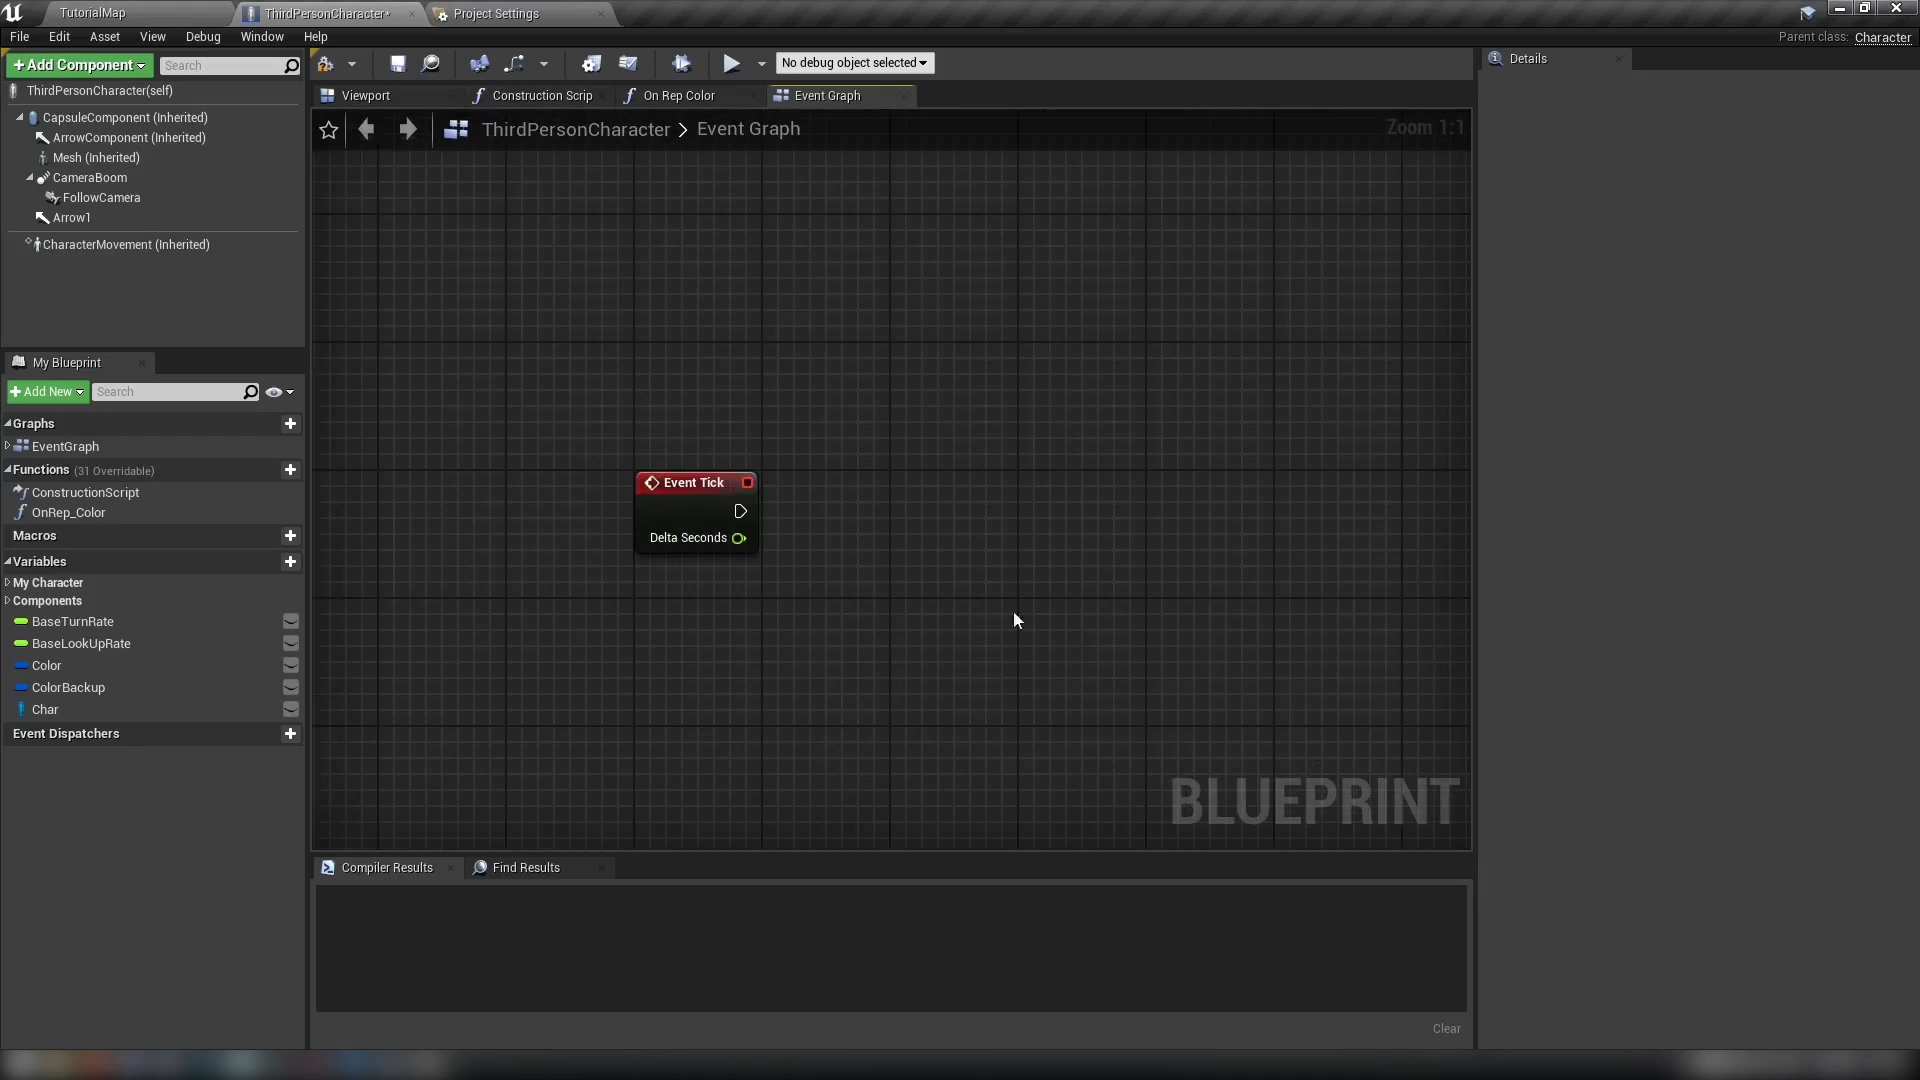 TutorialMap
ThirdPersonCharacter*
Project Settings
File Edit Asset View Debug Window Help
Parent class: Character
+Add Component
Search
No debug object selected
Details
ThirdPersonCharacter(self)
Viewport
Construction Scrip
On Rep Color
Event Graph
CapsuleComponent (Inherited)
ArrowComponent (Inherited)
Mesh (Inherited)
CameraBoom
FollowCamera
Arrow1
CharacterMovement (Inherited)
ThirdPersonCharacter > Event Graph
Zoom 1:1
My Blueprint
+Add New
Search
Graphs
EventGraph
Functions (31 Overridable)
ConstructionScript
OnRep_Color
Macros
Variables
My Character
Components
BaseTurnRate
BaseLookUpRate
Color
ColorBackup
Char
Event Dispatchers
Event Tick
Delta Seconds
BLUEPRINT
Compiler Results
Find Results
Clear